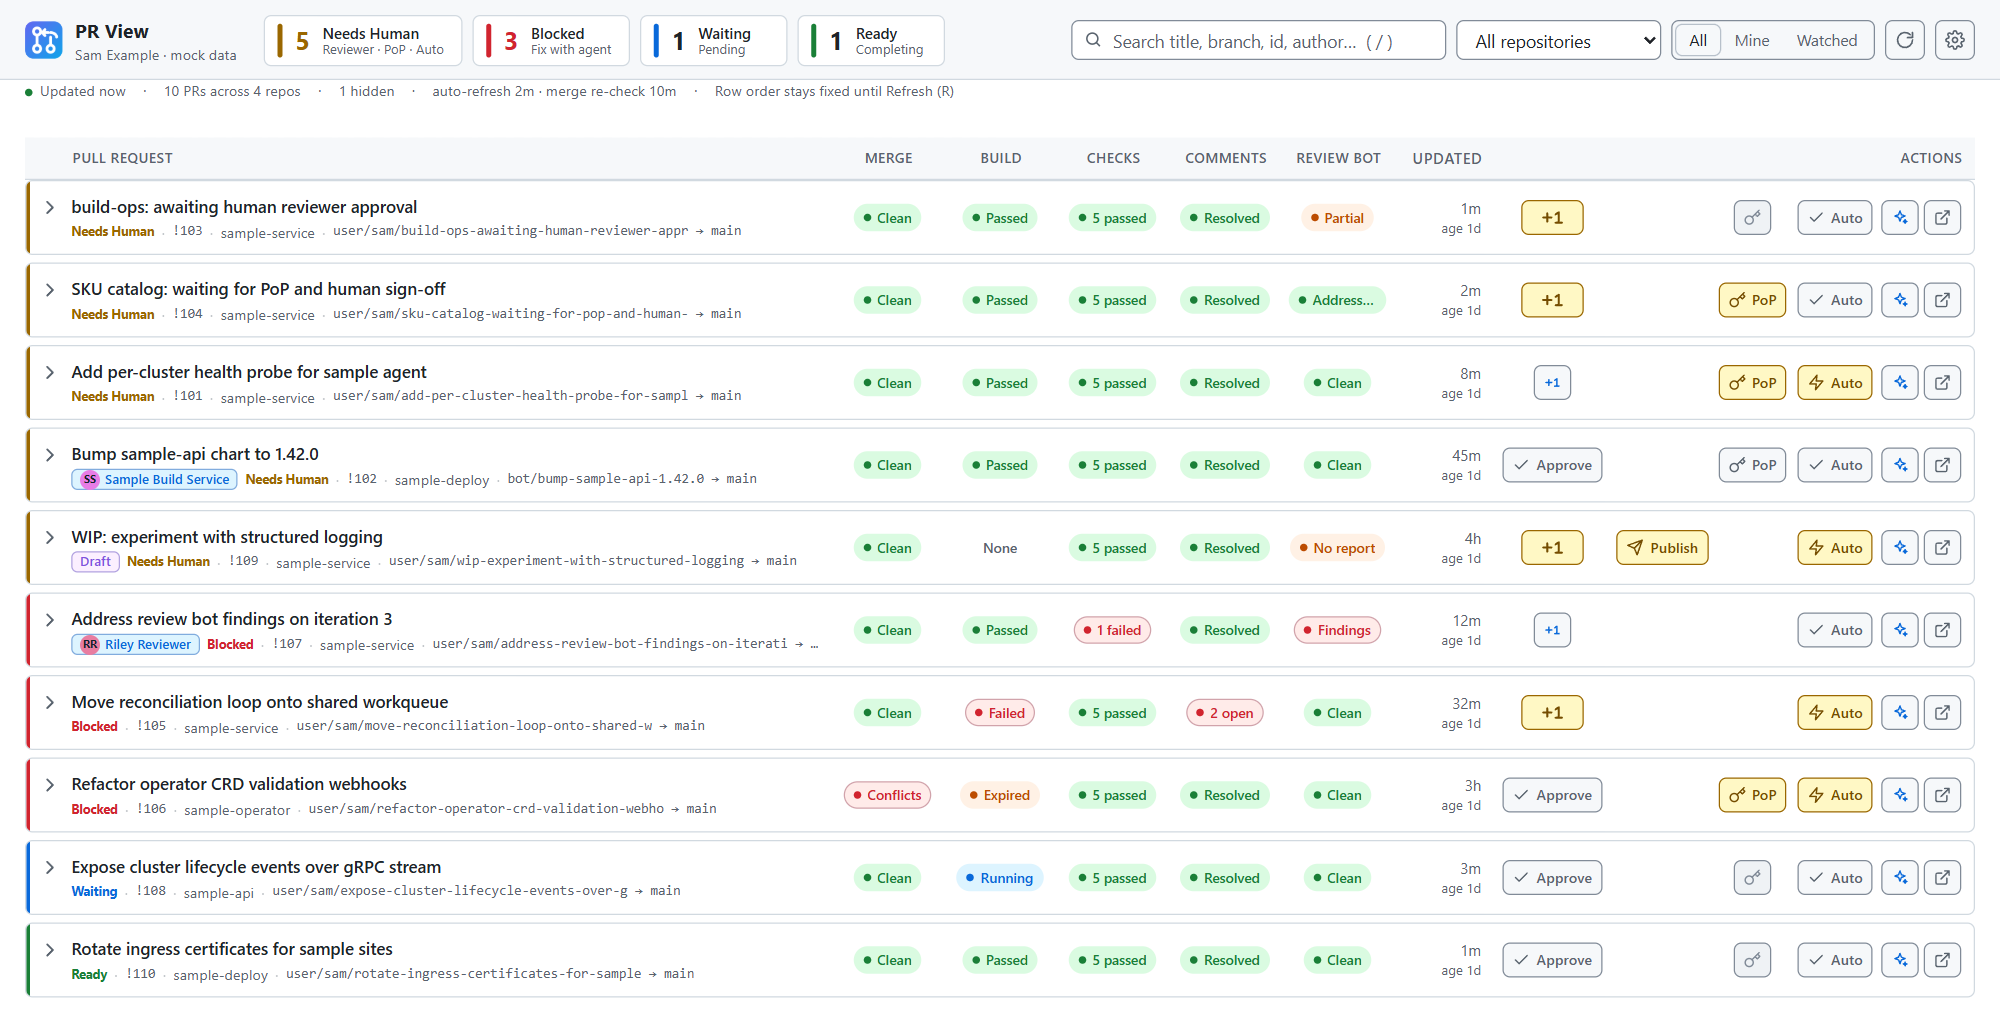 PR View
Sam Example · mock data
5 Needs Human
Reviewer · PoP · Auto
3 Blocked
Fix with agent
1 Waiting
Pending
1 Ready
Completing
Search title, branch, id, author... ( / )
All repositories
All Mine Watched
Updated now · 10 PRs across 4 repos · 1 hidden · auto-refresh 2m · merge re-check 10m · Row order stays fixed until Refresh (R)
PULL REQUEST MERGE BUILD CHECKS COMMENTS REVIEW BOT UPDATED ACTIONS
build-ops: awaiting human reviewer approval
Needs Human · !103 · sample-service · user/sam/build-ops-awaiting-human-reviewer-appr → main
Clean Passed 5 passed Resolved Partial 1m age 1d +1 Auto
SKU catalog: waiting for PoP and human sign-off
Needs Human · !104 · sample-service · user/sam/sku-catalog-waiting-for-pop-and-human- → main
Clean Passed 5 passed Resolved Address... 2m age 1d +1 PoP Auto
Add per-cluster health probe for sample agent
Needs Human · !101 · sample-service · user/sam/add-per-cluster-health-probe-for-sampl → main
Clean Passed 5 passed Resolved Clean 8m age 1d +1 PoP Auto
Bump sample-api chart to 1.42.0
SS Sample Build Service Needs Human · !102 · sample-deploy · bot/bump-sample-api-1.42.0 → main
Clean Passed 5 passed Resolved Clean 45m age 1d Approve PoP Auto
WIP: experiment with structured logging
Draft Needs Human · !109 · sample-service · user/sam/wip-experiment-with-structured-logging → main
Clean None 5 passed Resolved No report 4h age 1d +1 Publish Auto
Address review bot findings on iteration 3
RR Riley Reviewer Blocked · !107 · sample-service · user/sam/address-review-bot-findings-on-iterati → …
Clean Passed 1 failed Resolved Findings 12m age 1d +1 Auto
Move reconciliation loop onto shared workqueue
Blocked · !105 · sample-service · user/sam/move-reconciliation-loop-onto-shared-w → main
Clean Failed 5 passed 2 open Clean 32m age 1d +1 Auto
Refactor operator CRD validation webhooks
Blocked · !106 · sample-operator · user/sam/refactor-operator-crd-validation-webho → main
Conflicts Expired 5 passed Resolved Clean 3h age 1d Approve PoP Auto
Expose cluster lifecycle events over gRPC stream
Waiting · !108 · sample-api · user/sam/expose-cluster-lifecycle-events-over-g → main
Clean Running 5 passed Resolved Clean 3m age 1d Approve Auto
Rotate ingress certificates for sample sites
Ready · !110 · sample-deploy · user/sam/rotate-ingress-certificates-for-sample → main
Clean Passed 5 passed Resolved Clean 1m age 1d Approve Auto